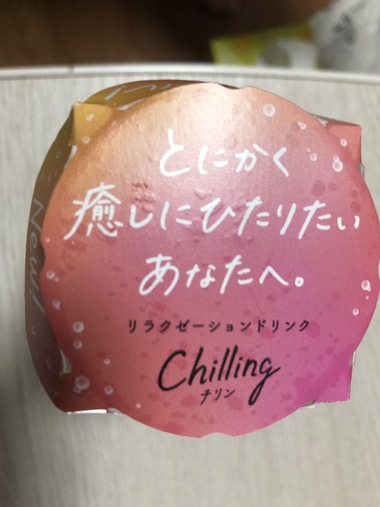 とにかく
癒しにひたりたい
あなたへ。
リラクゼーションドリンク
Chilling
チリン
New!